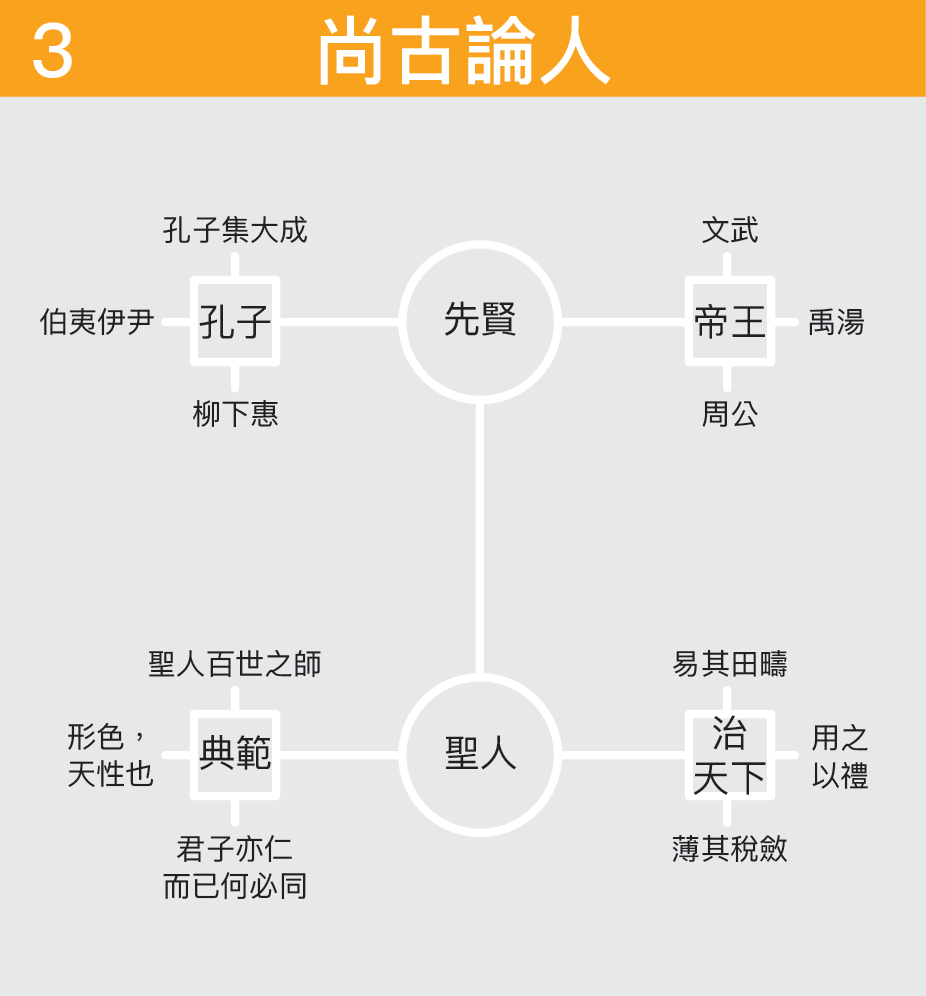 3
尚古論人
孔子集大成
伯夷伊尹
孔子
柳下惠
先賢
文武
帝王
禹湯
周公
聖人百世之師
形色，
天性也
典範
君子亦仁
而已何必同
聖人
易其田疇
治
天下
用之
以禮
薄其稅斂